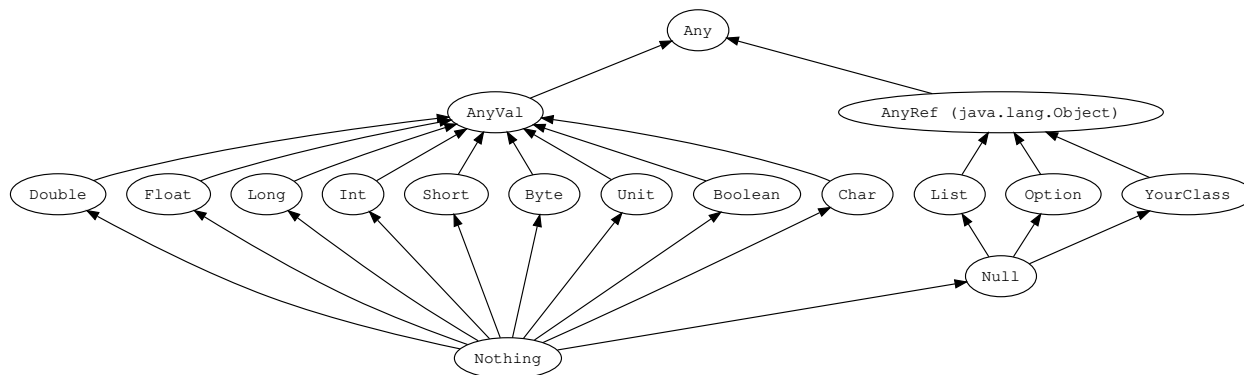 Any
AnyVal
AnyRef (java.lang.Object)
Double
Float
Long
Int
Short
Byte
Unit
Boolean
Char
List
Option
YourClass
Null
Nothing